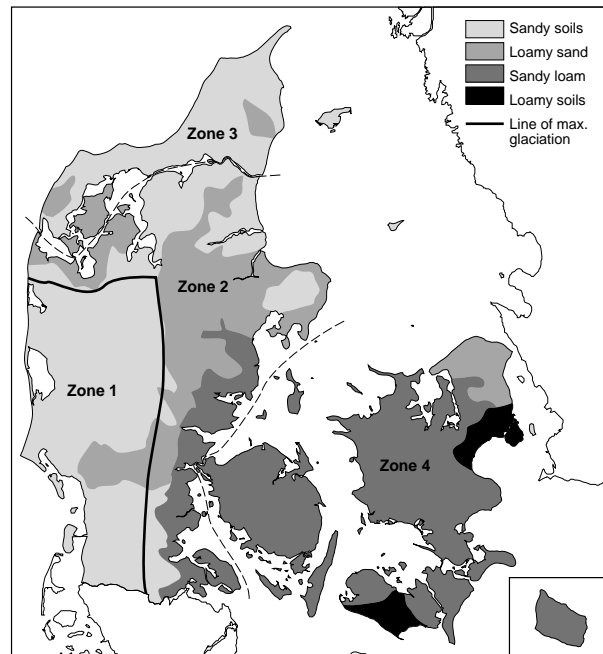 Sandy soils
Loamy sand
Sandy loam
Loamy soils
Line of max.
glaciation
Zone 3
Zone 2
Zone 1
Zone 4